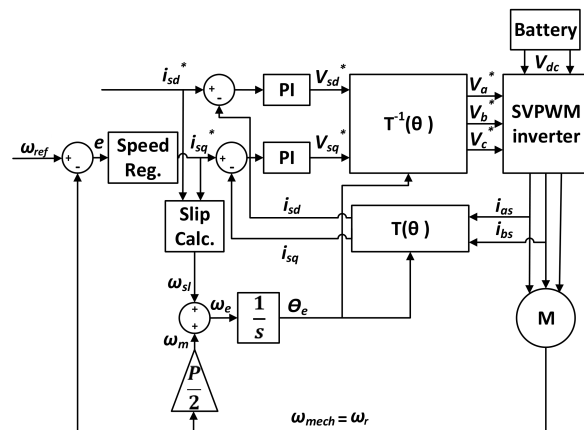 Battery
i_sd^*
V_sd^*
V_dc
+
-
PI
V_a^*
T^-1(θ)
V_b^*
SVPWM
inverter
V_c^*
ω_ref
+
-
e
Speed
Reg.
i_sq^*
+
-
PI
V_sq^*
i_sd
T(θ )
i_as
i_bs
Slip
Calc.
i_sq
ω_sl
+
+
ω_e
1
s
Θ_e
M
ω_m
P
2
ω_mech = ω_r